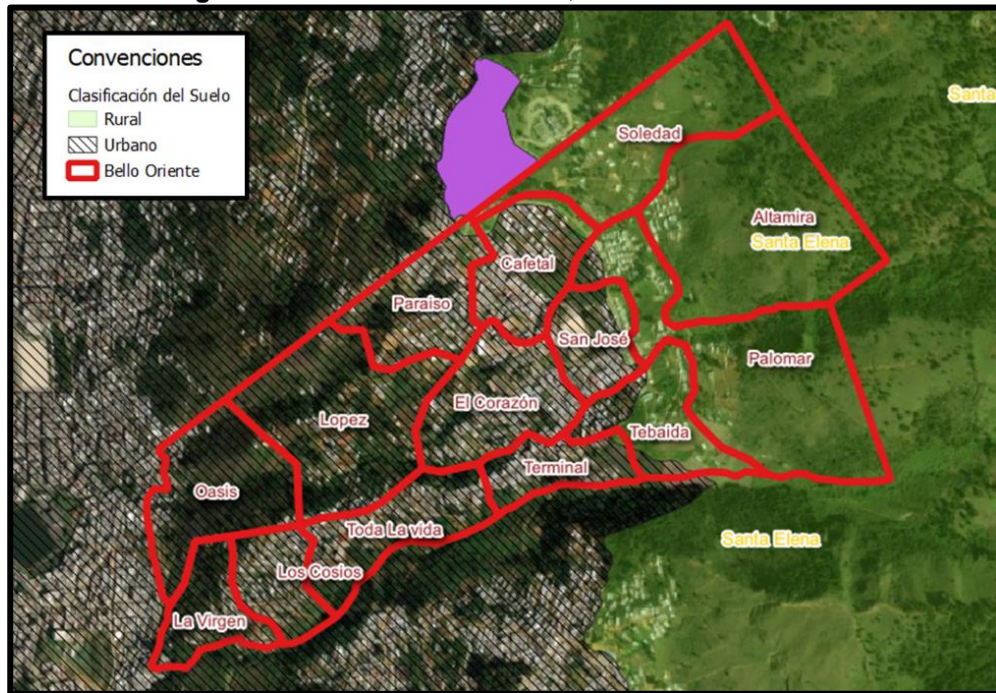 Convenciones
Clasificación del Suelo
Rural
Urbano
Bello Oriente
Santa
Soledad
Altamira
Santa Elena
Cafetal
Paraiso
San José
Palomar
El Corazón
Lopez
Tebaida
Terminal
Oasis
Toda La vida
Santa Elena
Los Cosios
La Virgen